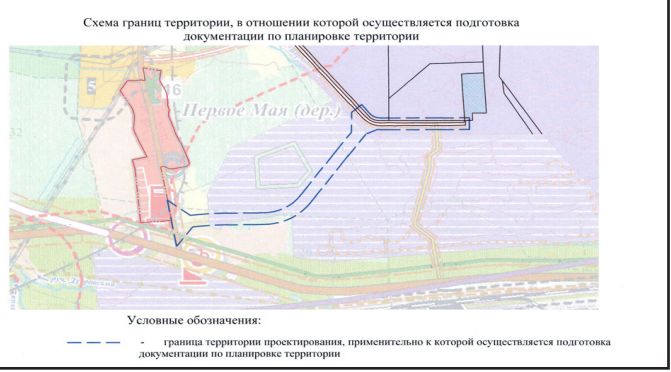 Схема границ территории, в отношении которой осуществляется подготовка
документации по планировке территории
5
16
Первое Мая (дер.)
32
Условные обозначения:
- граница территории проектирования, применительно к которой осуществляется подготовка
документации по планировке территории